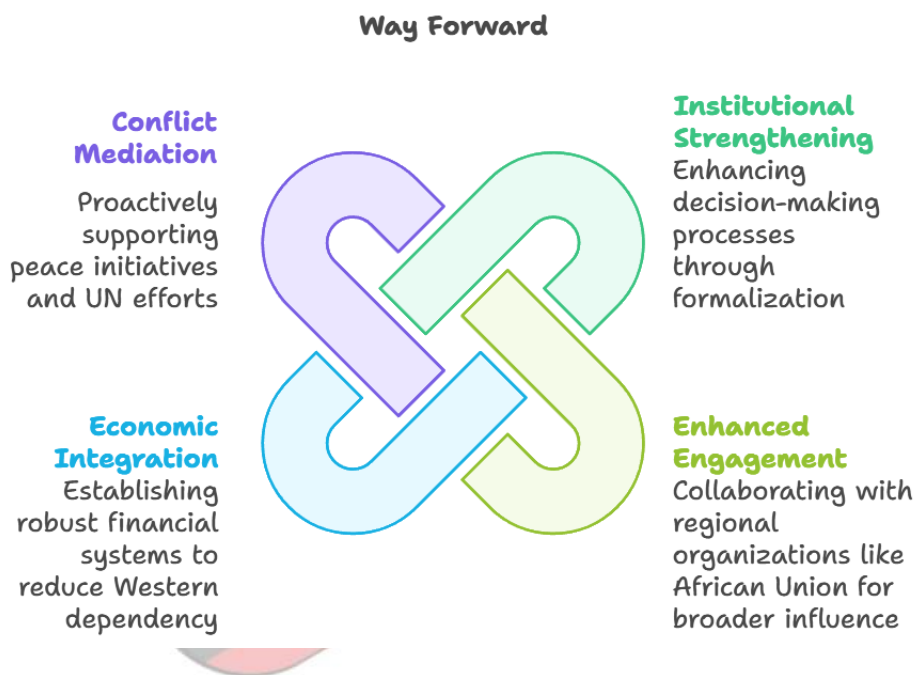 Way Forward
Conflict
Mediation
Proactively
supporting
peace initiatives
and UN efforts
Institutional
Strengthening
Enhancing
decision-making
processes
through
formalization
Economic
Integration
Establishing
robust financial
systems to
reduce Western
dependency
Enhanced
Engagement
Collaborating with
regional
organizations like
African Union for
broader influence